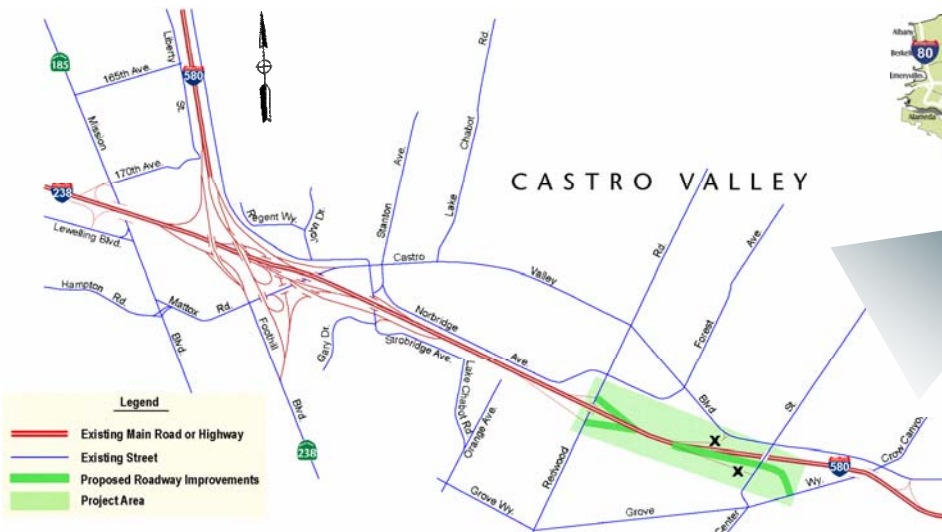 185
165th Ave.
Liberty
St.
580
Mission
170th Ave.
238
Lewelling Blvd.
Hampton Rd.
Mattox Rd.
Blvd.
Foothill
Blvd.
238
Regent Wy.
John Dr.
Stanton Ave.
Lake Chabot Rd.
CASTRO VALLEY
Castro Valley Blvd
Norbridge Ave.
Strobridge Ave.
Gary Dr.
Lake Chabot Rd.
Orange Ave.
Grove Wy.
Redwood Rd.
Forest Ave
Center St
Grove Wy.
Crow Canyo
580
X
X
Albany
Berkel
80
Emeryville
Alameda
Legend
Existing Main Road or Highway
Existing Street
Proposed Roadway Improvements
Project Area